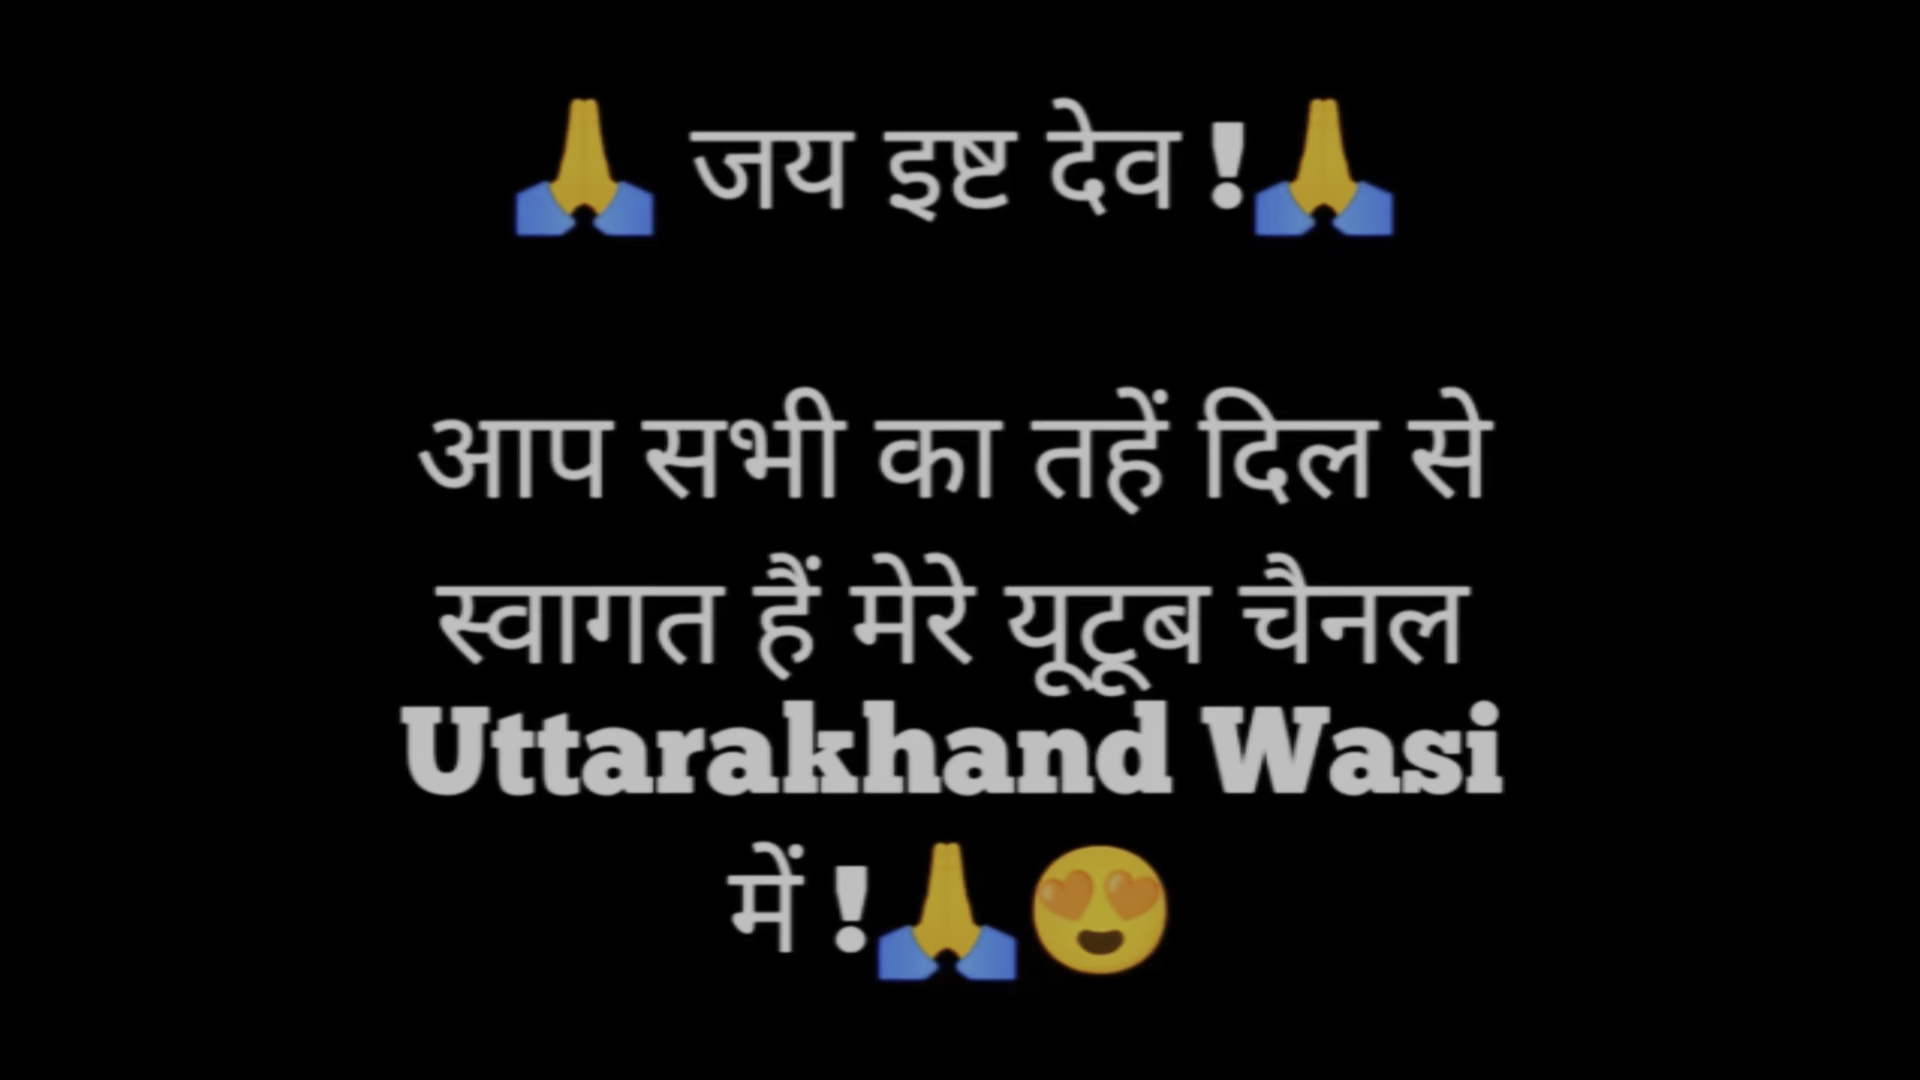 🙏 जय इष्ट देव !🙏
आप सभी का तहें दिल से
स्वागत हैं मेरे यूटूब चैनल
Uttarakhand Wasi
में !🙏😍